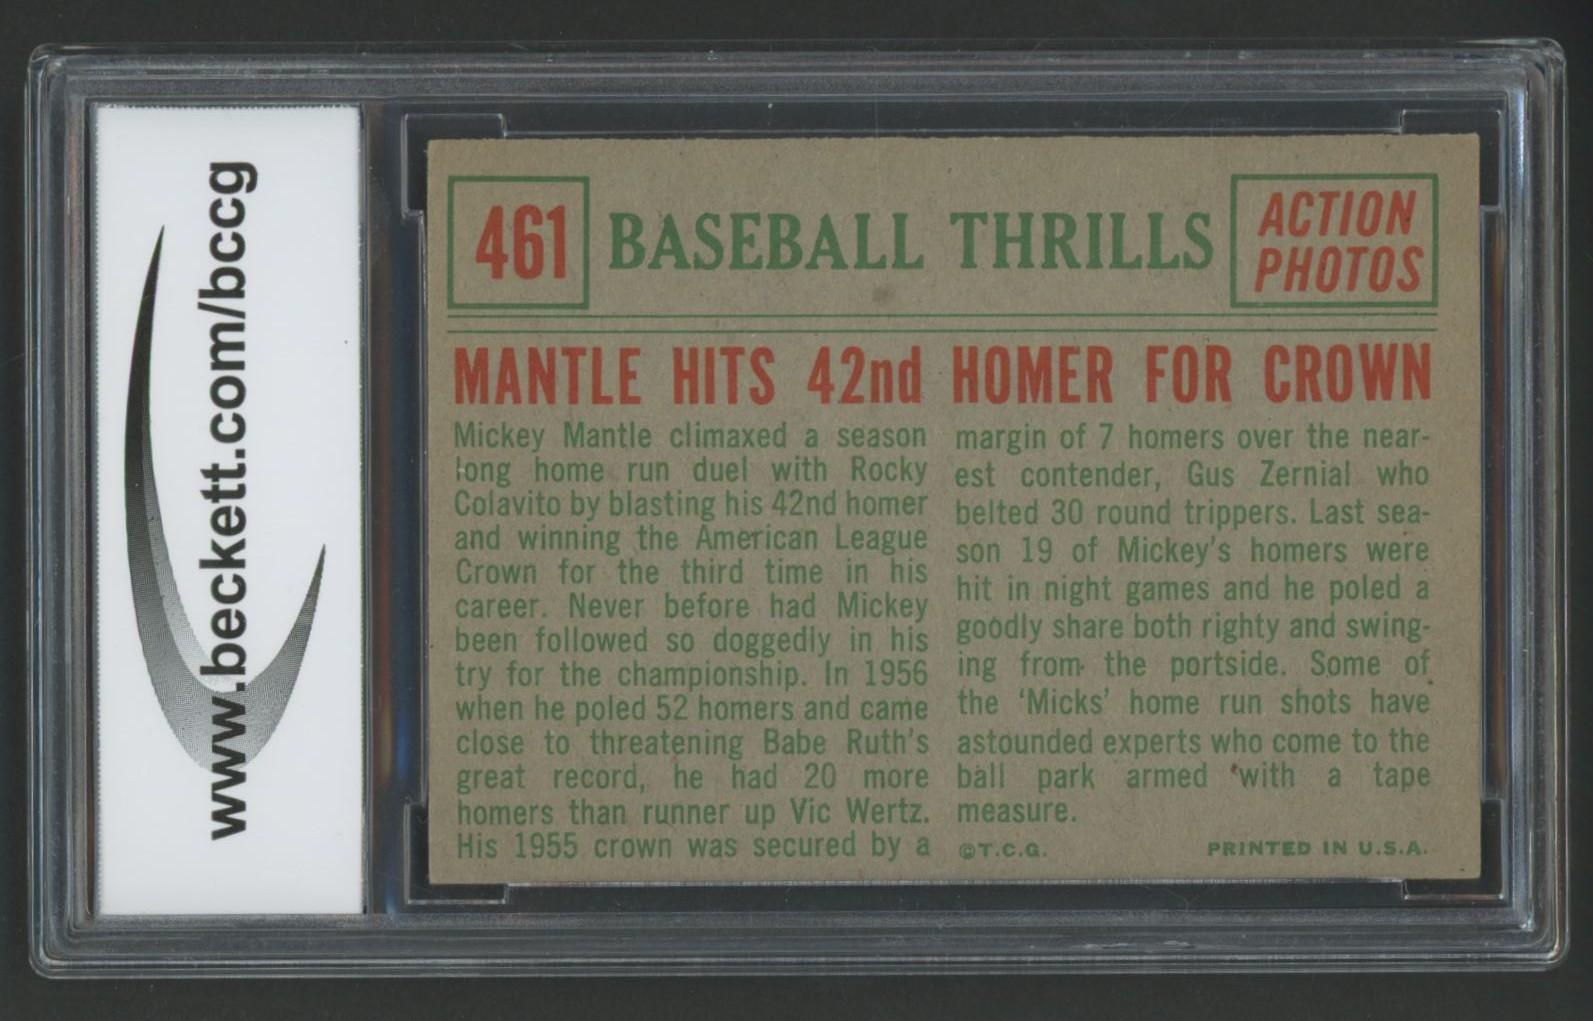 www.beckett.com/bccg
461
BASEBALL THRILLS
ACTION
PHOTOS
MANTLE HITS 42nd HOMER FOR CROWN
Mickey Mantle climaxed a season
long home run duel with Rocky
Colavito by blasting his 42nd homer
and winning the American League
Crown for the third time in his
career. Never before had Mickey
been followed so doggedly in his
try for the championship. In 1956
when he poled 52 homers and came
close to threatening Babe Ruth's
great record, he had 20 more
homers than runner up Vic Wertz.
His 1955 crown was secured by a
margin of 7 homers over the near-
est contender, Gus Zernial who
belted 30 round trippers. Last sea-
son 19 of Mickey's homers were
hit in night games and he poled a
goodly share both righty and swing-
ing from the portside. Some of
the 'Micks' home run shots have
astounded experts who come to the
ball park armed with a tape
measure.
©T.C.G.
PRINTED IN U.S.A.